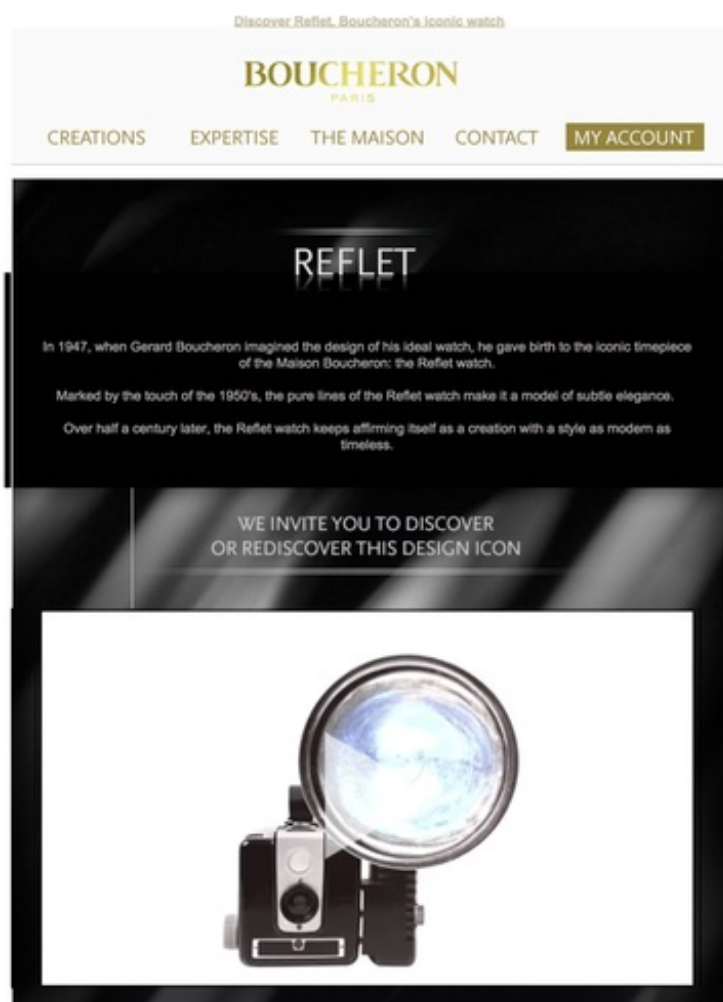 Discover Reflet, Boucheron's iconic watch
BOUCHERON
PARIS
CREATIONS EXPERTISE THE MAISON CONTACT MY ACCOUNT
REFLET
In 1947, when Gerard Boucheron imagined the design of his ideal watch, he gave birth to the iconic timepiece
of the Maison Boucheron: the Reflet watch.
Marked by the touch of the 1950's, the pure lines of the Reflet watch make it a model of subtle elegance.
Over half a century later, the Reflet watch keeps affirming itself as a creation with a style as modern as
timeless.
WE INVITE YOU TO DISCOVER
OR REDISCOVER THIS DESIGN ICON